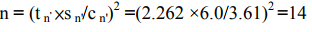 n = (t n' ×s n'/c n')² =(2.262 ×6.0/3.61)² =14